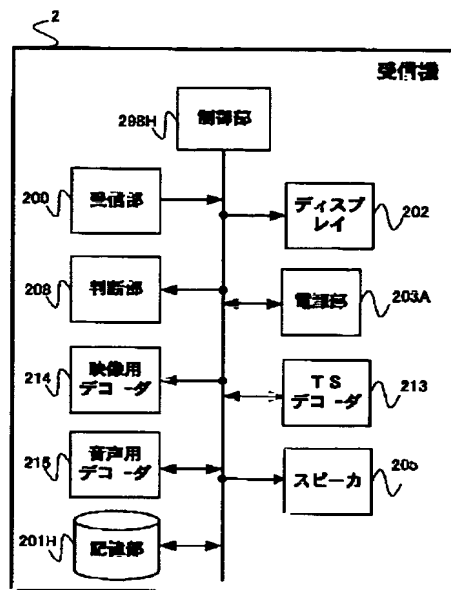 2
受信機
制御部
298H
200
受信部
ディスプ
レイ
202
208
判断部
電源部
203A
214
映像用
デコーダ
TS
デコーダ
213
215
音声用
デコーダ
スピーカ
205
201H
記憶部